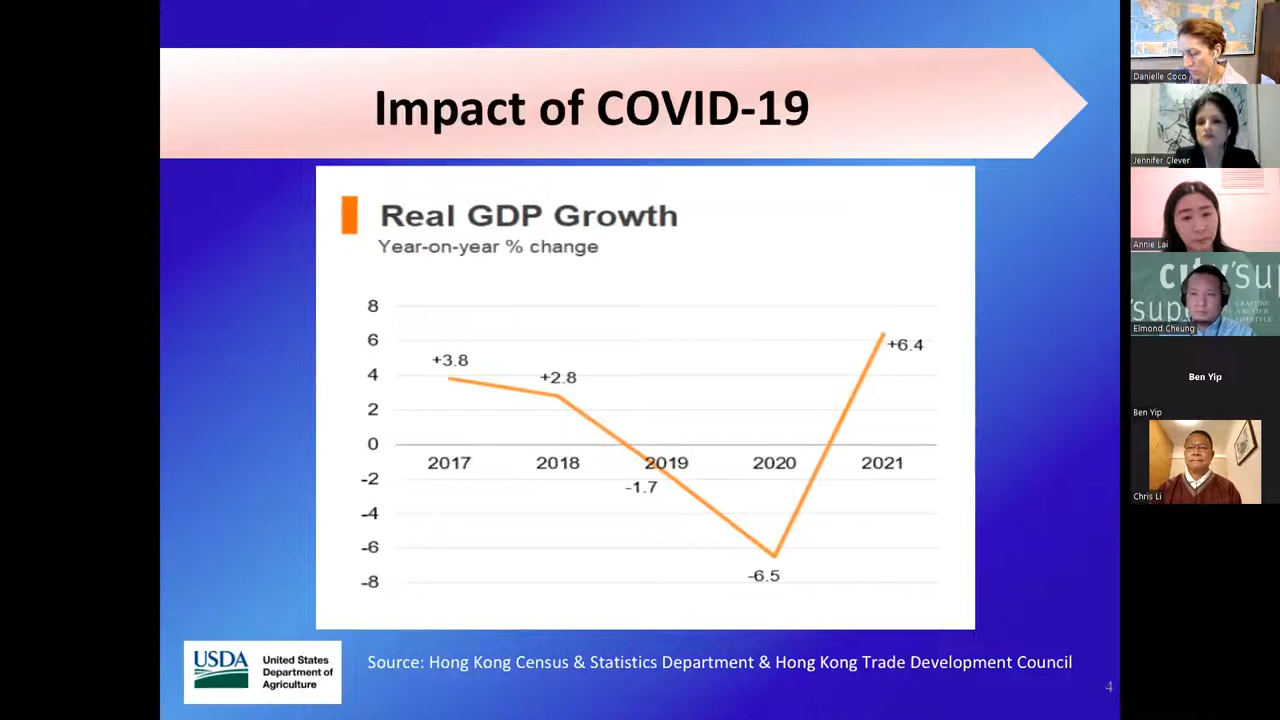 Impact of COVID-19
Real GDP Growth
Year-on-year % change
8
6
4
2
0
-2
-4
-6
-8
+3.8
+2.8
-1.7
-6.5
+6.4
2017 2018 2019 2020 2021
USDA
United States
Department of
Agriculture
Source: Hong Kong Census & Statistics Department & Hong Kong Trade Development Council
4
Danielle Coco
Jennifer Clever
Annie Lai
city'sup
'sup
Elmond Cheung
Ben Yip
Ben Yip
Chris Li